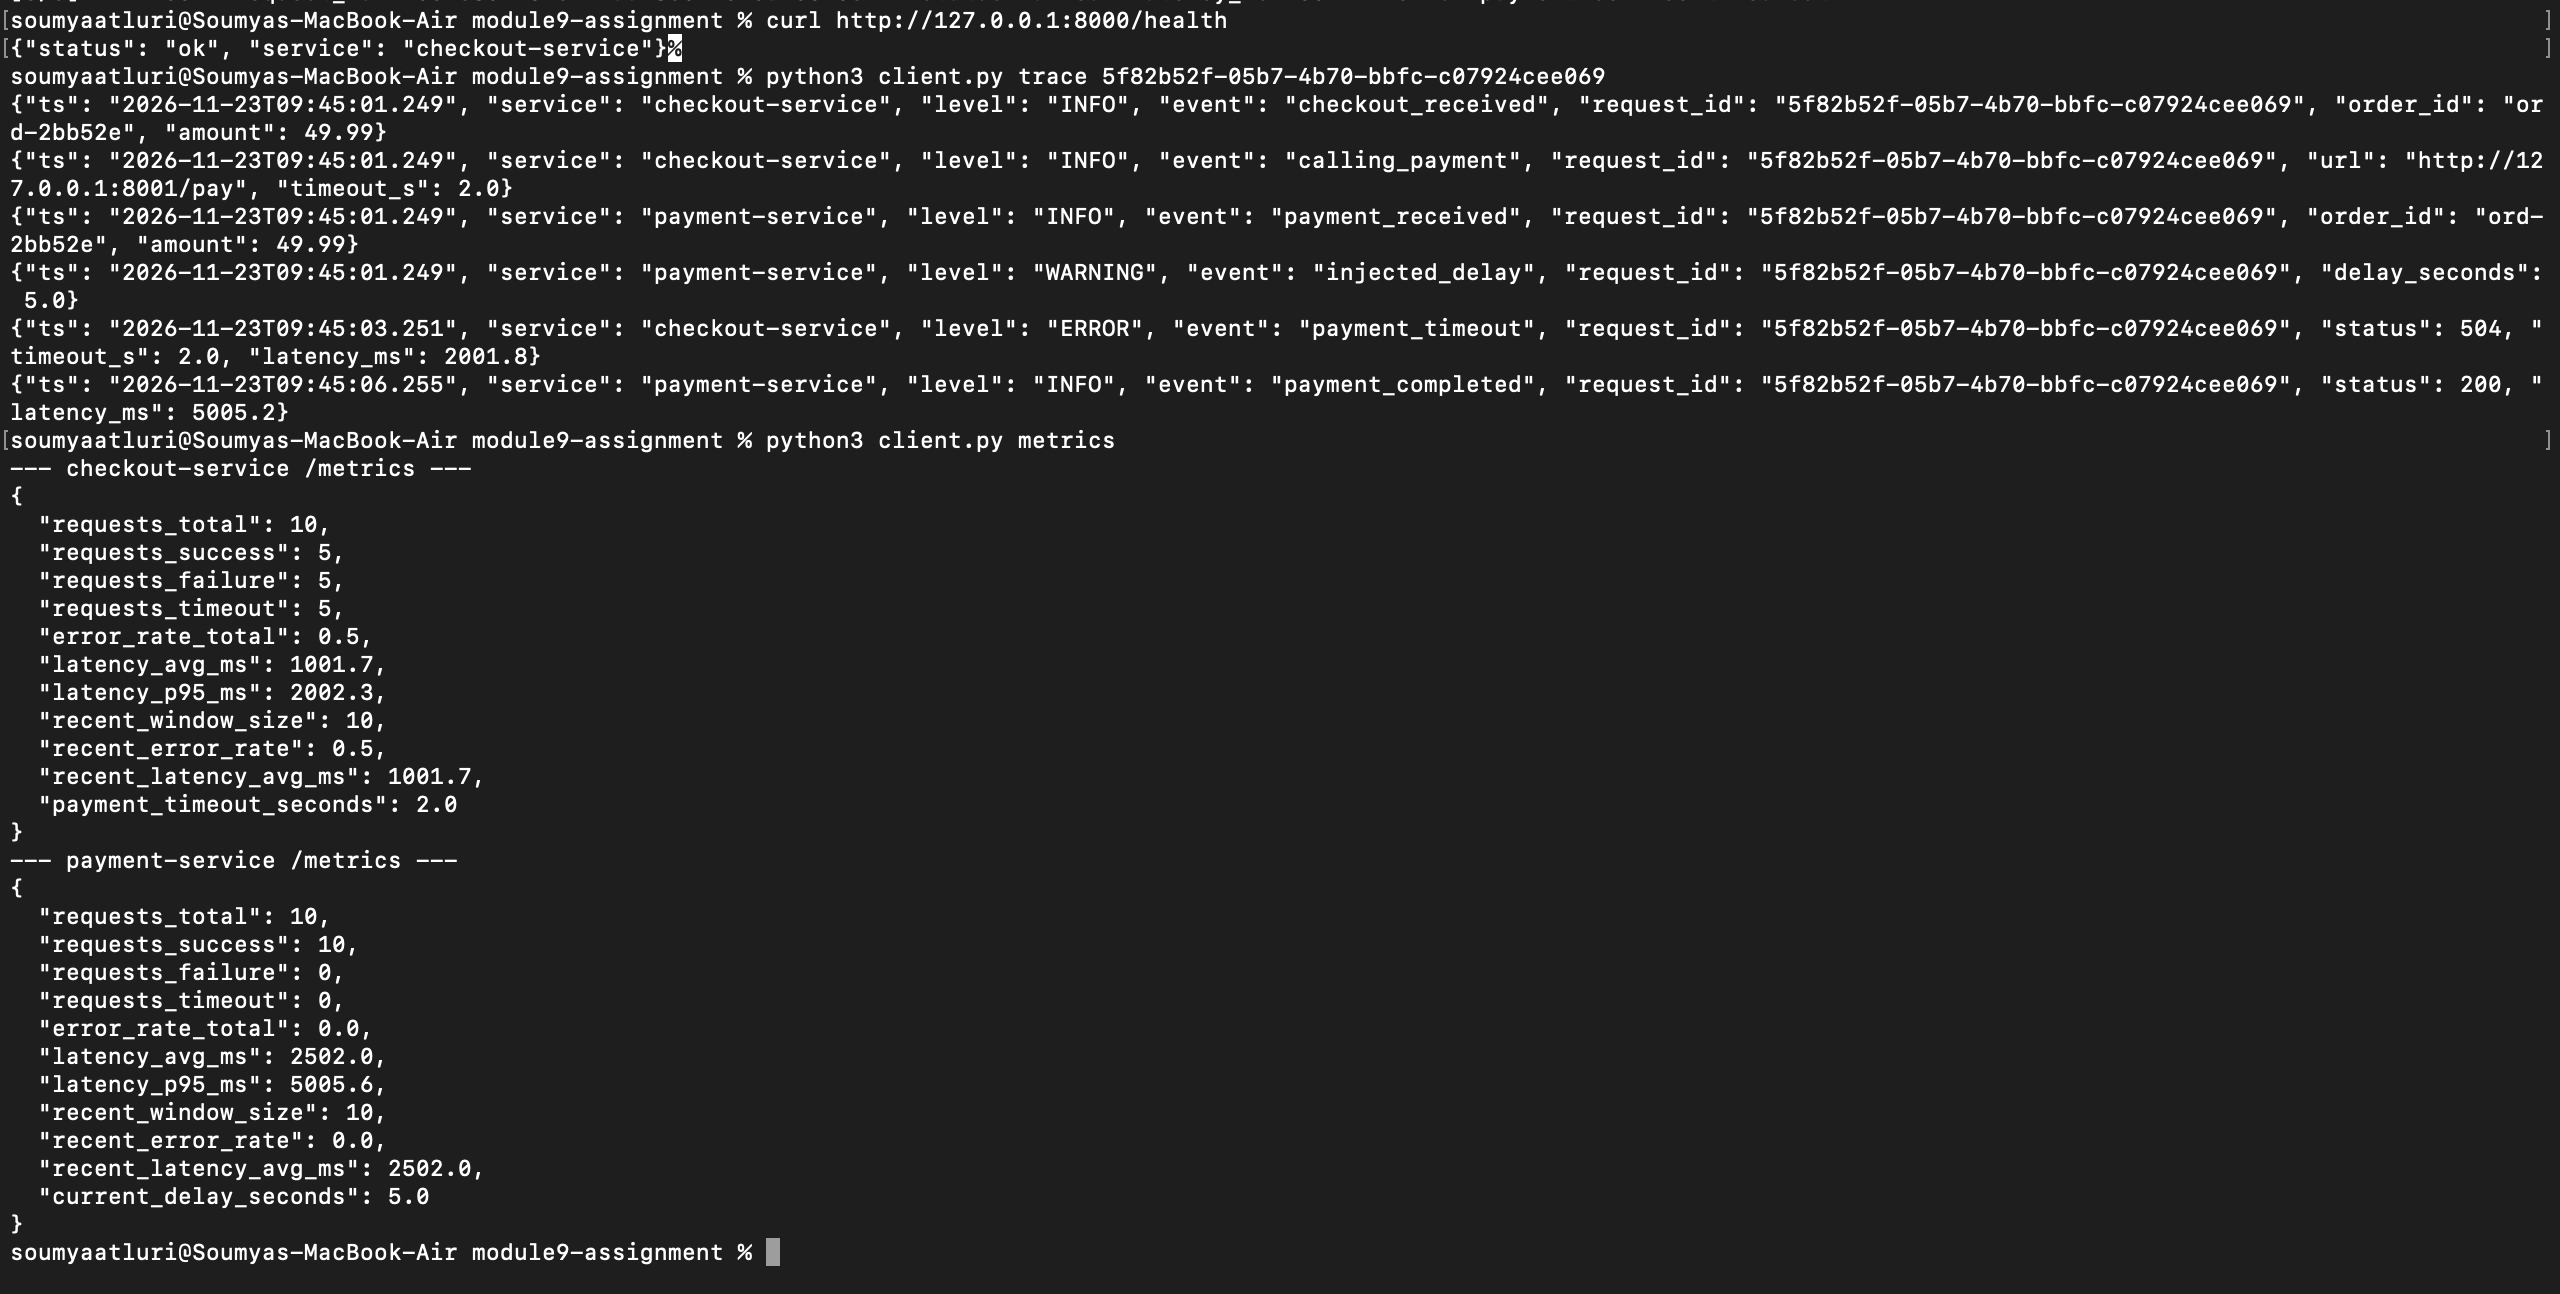 [soumyaatluri@Soumyas-MacBook-Air module9-assignment % curl http://127.0.0.1:8000/health ]
[{"status": "ok", "service": "checkout-service"}% ]
soumyaatluri@Soumyas-MacBook-Air module9-assignment % python3 client.py trace 5f82b52f-05b7-4b70-bbfc-c07924cee069
{"ts": "2026-11-23T09:45:01.249", "service": "checkout-service", "level": "INFO", "event": "checkout_received", "request_id": "5f82b52f-05b7-4b70-bbfc-c07924cee069", "order_id": "or
d-2bb52e", "amount": 49.99}
{"ts": "2026-11-23T09:45:01.249", "service": "checkout-service", "level": "INFO", "event": "calling_payment", "request_id": "5f82b52f-05b7-4b70-bbfc-c07924cee069", "url": "http://12
7.0.0.1:8001/pay", "timeout_s": 2.0}
{"ts": "2026-11-23T09:45:01.249", "service": "payment-service", "level": "INFO", "event": "payment_received", "request_id": "5f82b52f-05b7-4b70-bbfc-c07924cee069", "order_id": "ord-
2bb52e", "amount": 49.99}
{"ts": "2026-11-23T09:45:01.249", "service": "payment-service", "level": "WARNING", "event": "injected_delay", "request_id": "5f82b52f-05b7-4b70-bbfc-c07924cee069", "delay_seconds":
 5.0}
{"ts": "2026-11-23T09:45:03.251", "service": "checkout-service", "level": "ERROR", "event": "payment_timeout", "request_id": "5f82b52f-05b7-4b70-bbfc-c07924cee069", "status": 504, "
timeout_s": 2.0, "latency_ms": 2001.8}
{"ts": "2026-11-23T09:45:06.255", "service": "payment-service", "level": "INFO", "event": "payment_completed", "request_id": "5f82b52f-05b7-4b70-bbfc-c07924cee069", "status": 200, "
latency_ms": 5005.2}
[soumyaatluri@Soumyas-MacBook-Air module9-assignment % python3 client.py metrics ]
--- checkout-service /metrics ---
{
  "requests_total": 10,
  "requests_success": 5,
  "requests_failure": 5,
  "requests_timeout": 5,
  "error_rate_total": 0.5,
  "latency_avg_ms": 1001.7,
  "latency_p95_ms": 2002.3,
  "recent_window_size": 10,
  "recent_error_rate": 0.5,
  "recent_latency_avg_ms": 1001.7,
  "payment_timeout_seconds": 2.0
}
--- payment-service /metrics ---
{
  "requests_total": 10,
  "requests_success": 10,
  "requests_failure": 0,
  "requests_timeout": 0,
  "error_rate_total": 0.0,
  "latency_avg_ms": 2502.0,
  "latency_p95_ms": 5005.6,
  "recent_window_size": 10,
  "recent_error_rate": 0.0,
  "recent_latency_avg_ms": 2502.0,
  "current_delay_seconds": 5.0
}
soumyaatluri@Soumyas-MacBook-Air module9-assignment %